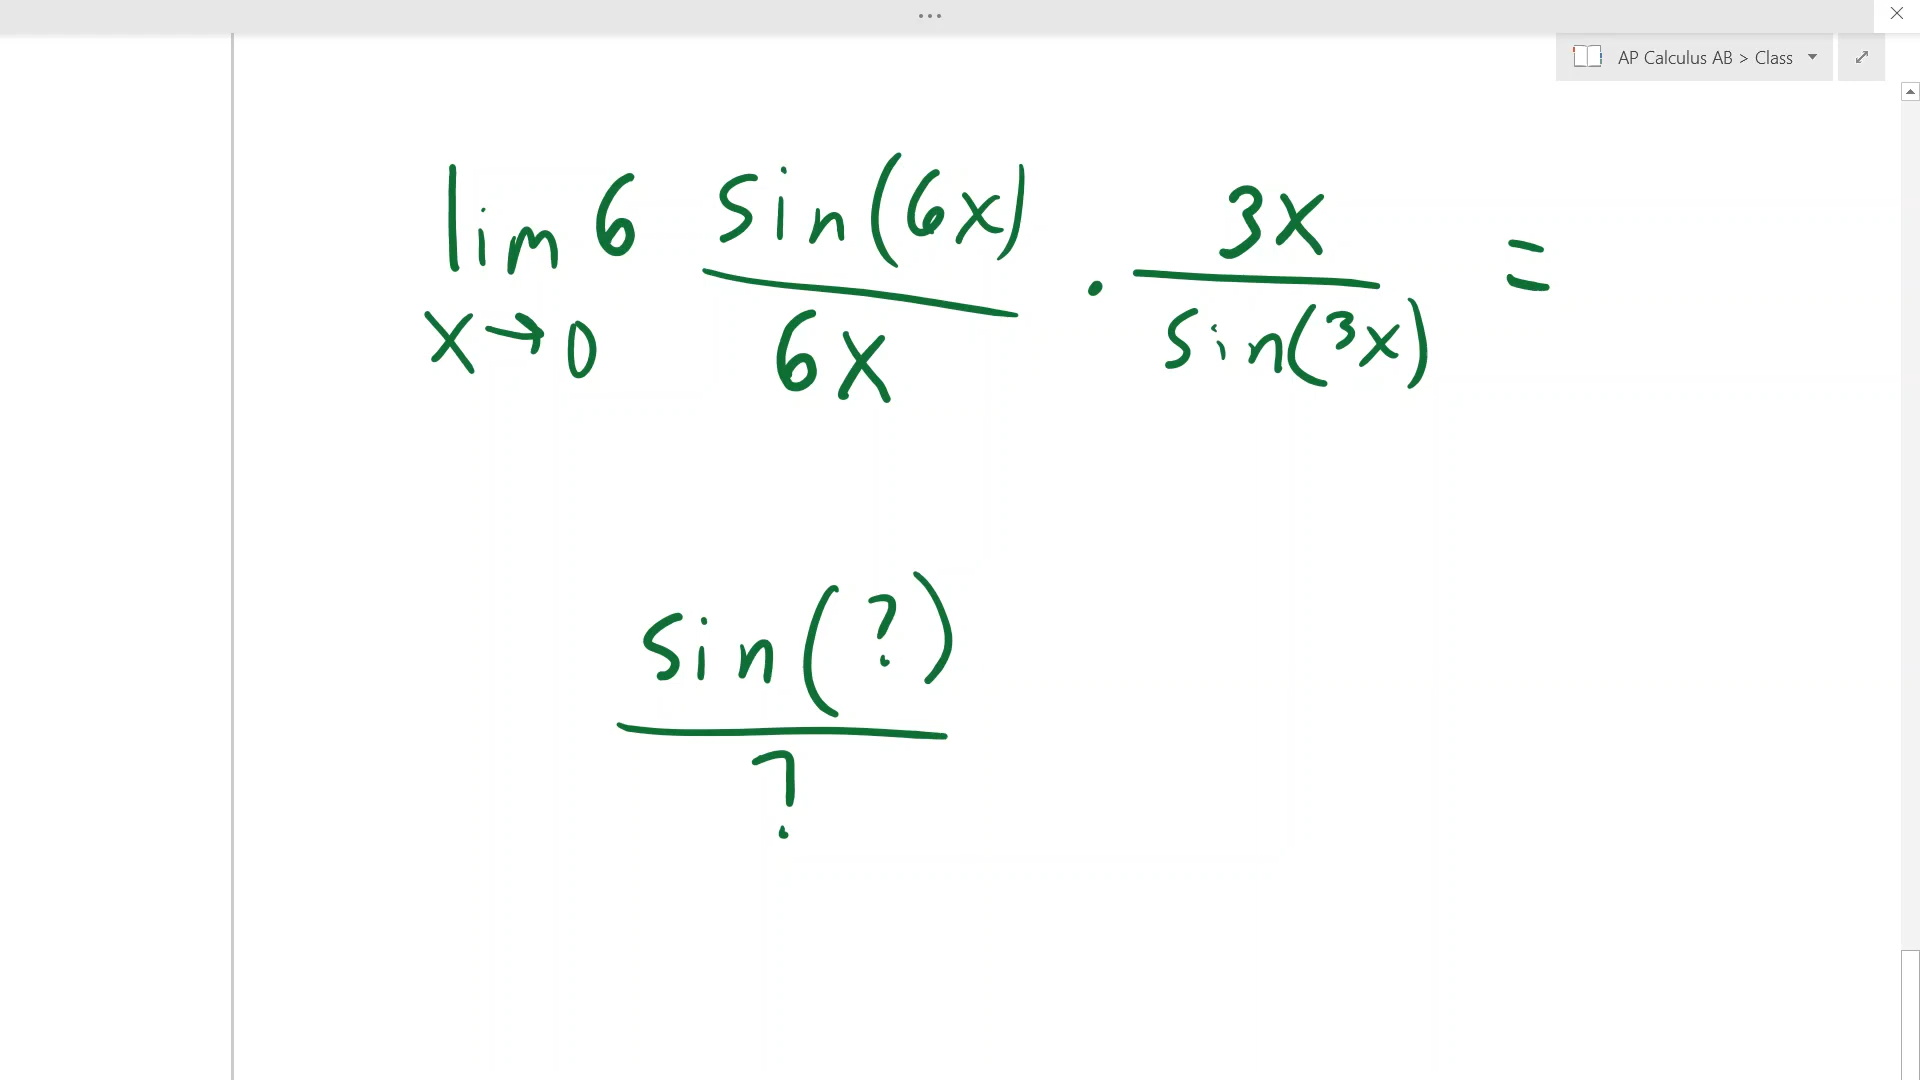 ...
AP Calculus AB > Class
lim 6 sin(6x) 3x
x→0 6x · sin(3x) =
sin(?)
?